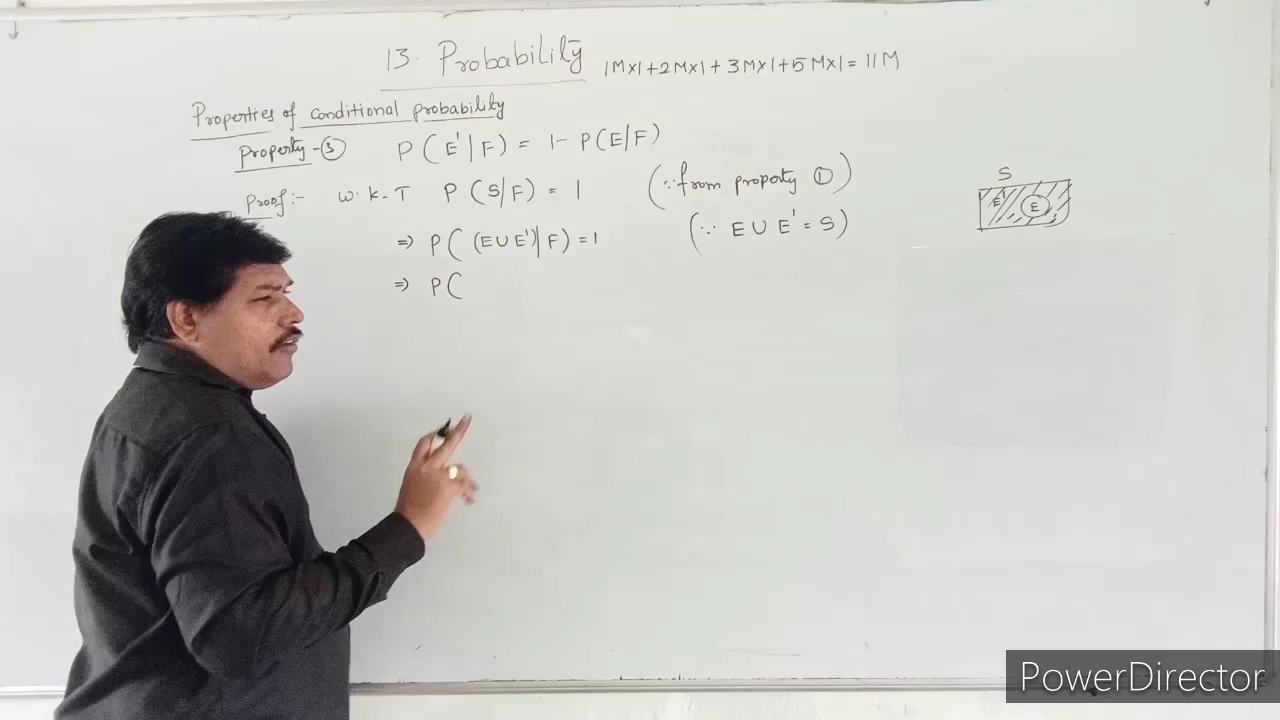 13. Probability 1M×1+2M×1+3M×1+5M×1=11M
Properties of conditional probability
Property-③ P(E'|F) = 1- P(E/F)
Proof:- W.K.T P(S/F) = 1 (∵ from property ①)
⇒ P((E∪E')|F) = 1 (∵ E∪E' = S)
⇒ P(
S
E' E
PowerDirector